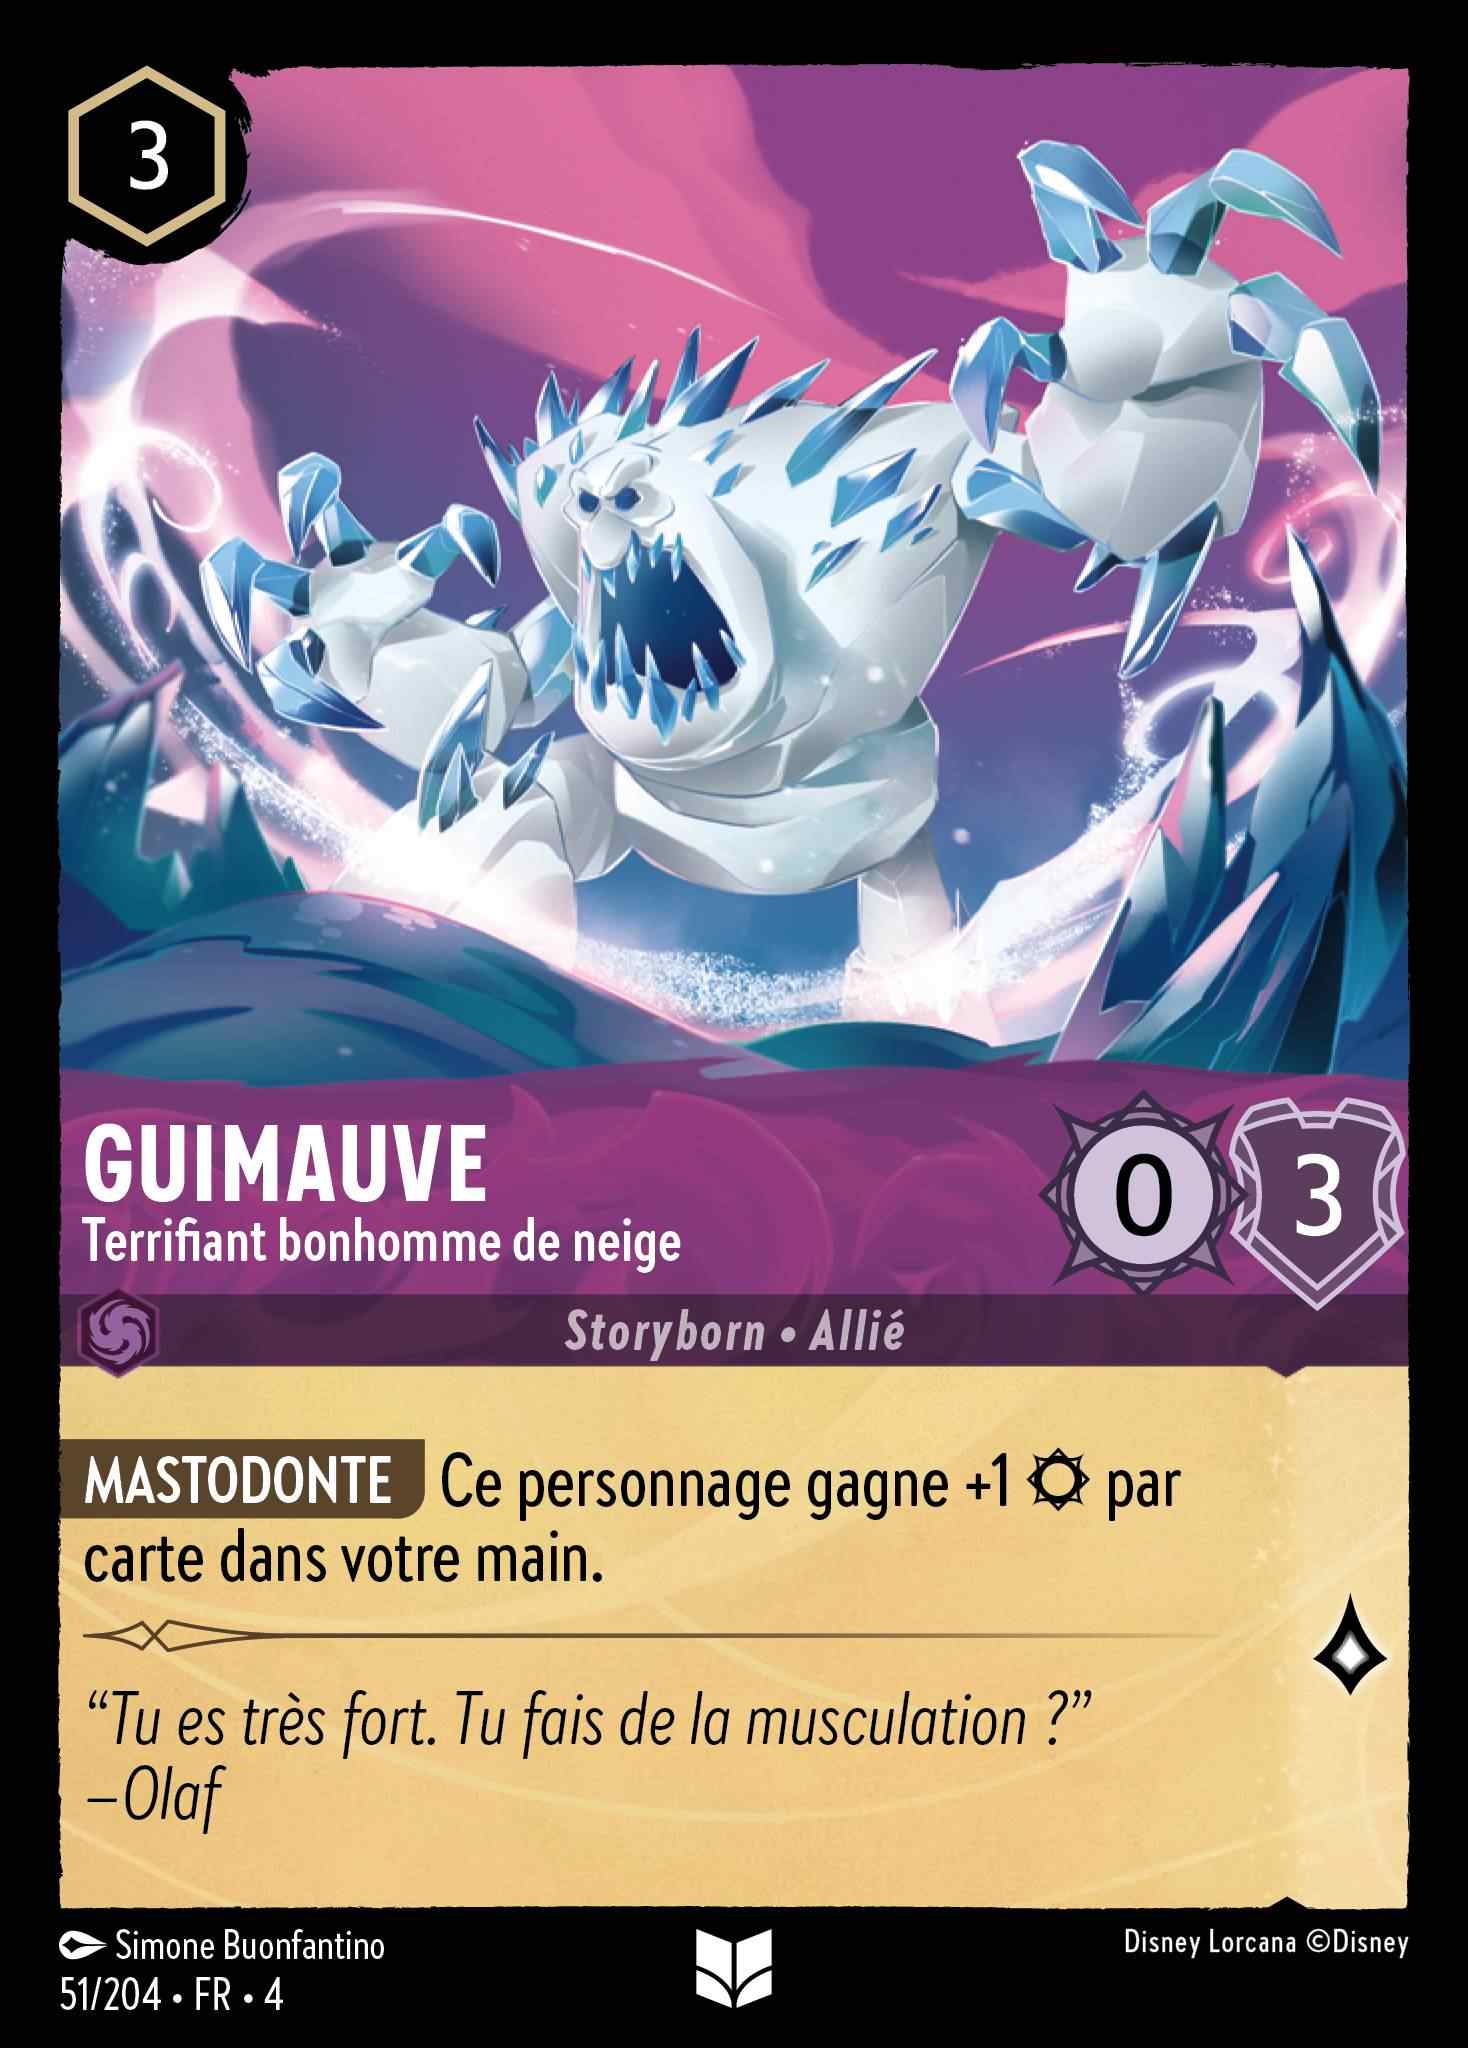 3
GUIMAUVE
Terrifiant bonhomme de neige
0
3
Storyborn • Allié
MASTODONTE Ce personnage gagne +1 par
carte dans votre main.
“Tu es très fort. Tu fais de la musculation ?”
–Olaf
Simone Buonfantino
Disney Lorcana ©Disney
51/204 • FR • 4